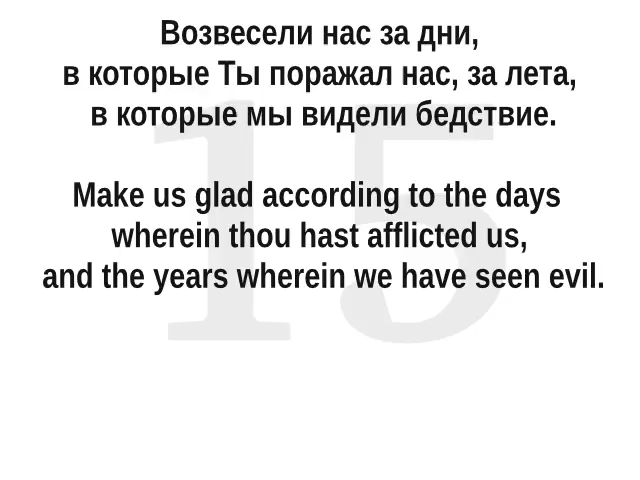 Возвесели нас за дни,
в которые Ты поражал нас, за лета,
в которые мы видели бедствие.
Make us glad according to the days
wherein thou hast afflicted us,
and the years wherein we have seen evil.
15